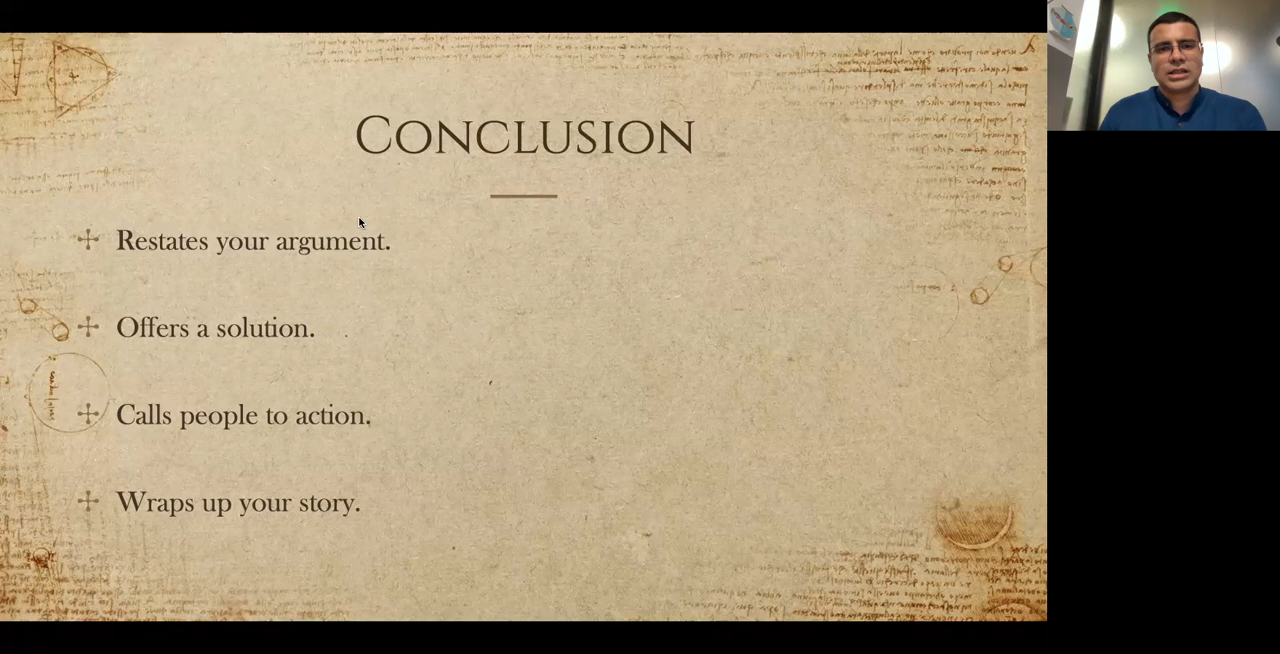 CONCLUSION
Restates your argument.
Offers a solution.
Calls people to action.
Wraps up your story.